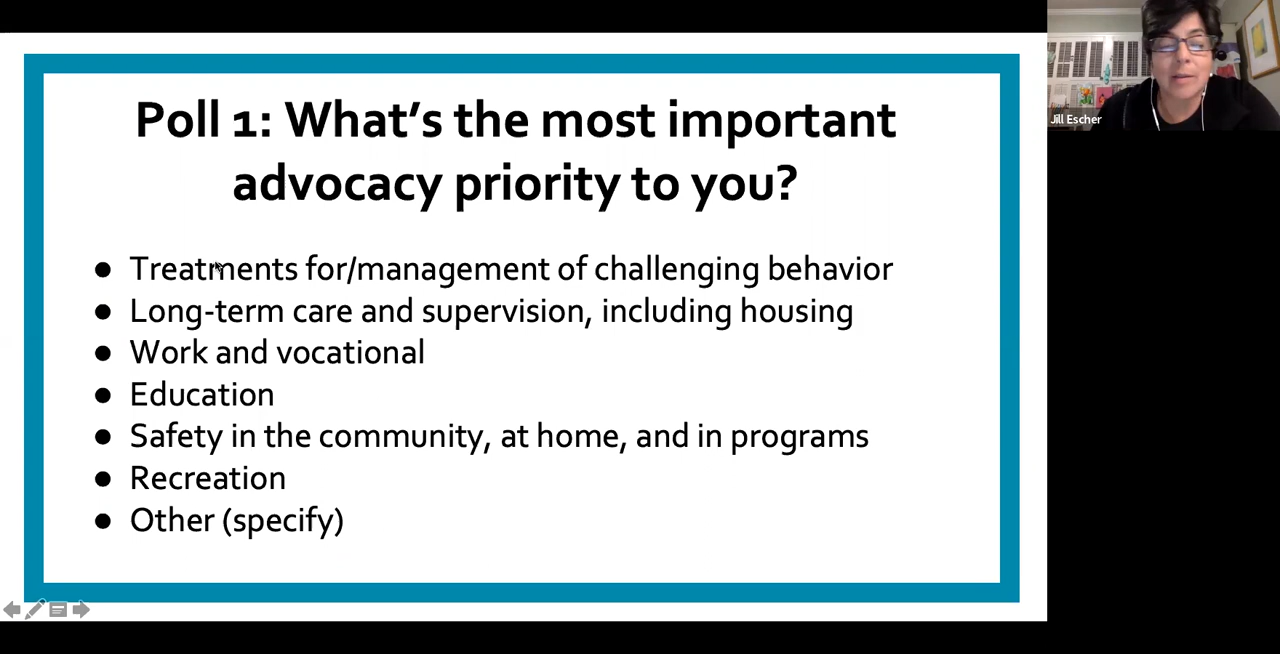 Poll 1: What's the most important
advocacy priority to you?
● Treatments for/management of challenging behavior
● Long-term care and supervision, including housing
● Work and vocational
● Education
● Safety in the community, at home, and in programs
● Recreation
● Other (specify)
Jill Escher